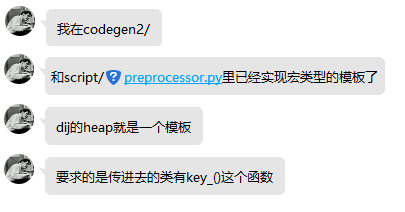 我在codegen2/
和script/preprocessor.py里已经实现宏类型的模板了
dij的heap就是一个模板
要求的是传进去的类有key_()这个函数